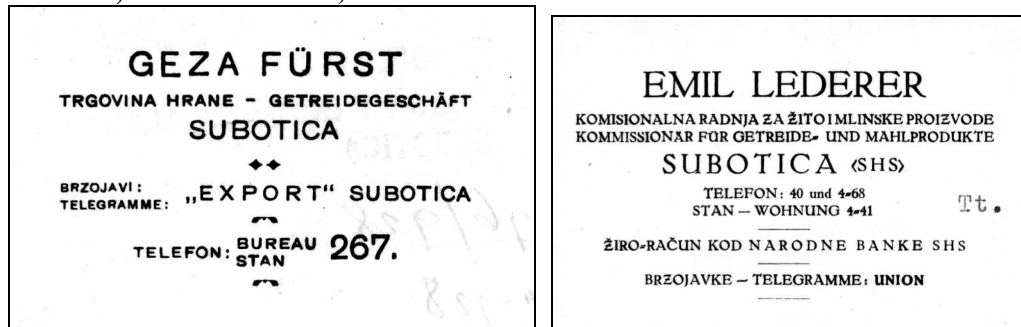 GEZA FÜRST
TRGOVINA HRANE – GETREIDEGESCHÄFT
SUBOTICA
BRZOJAVI :
TELEGRAMME: „EXPORT“ SUBOTICA
TELEFON: BUREAU 267.
STAN
EMIL LEDERER
KOMISIONALNA RADNJA ZA ŽITO I MLINSKE PROIZVODE
KOMMISSIONÄR FÜR GETREIDE- UND MAHLPRODUKTE
SUBOTICA (SHS)
TELEFON: 40 und 4-68
STAN — WOHNUNG 4-41
Tt.
ŽIRO-RAČUN KOD NARODNE BANKE SHS
BRZOJAVKE — TELEGRAMME: UNION